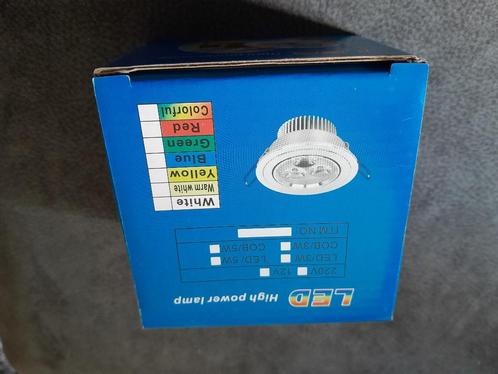 LED High power lamp
220V 12V
LED/3W LED/5W
COB/3W COB/5W
ITM NO:
White
Warm white
Yellow
Blue
Green
Red
Colorful